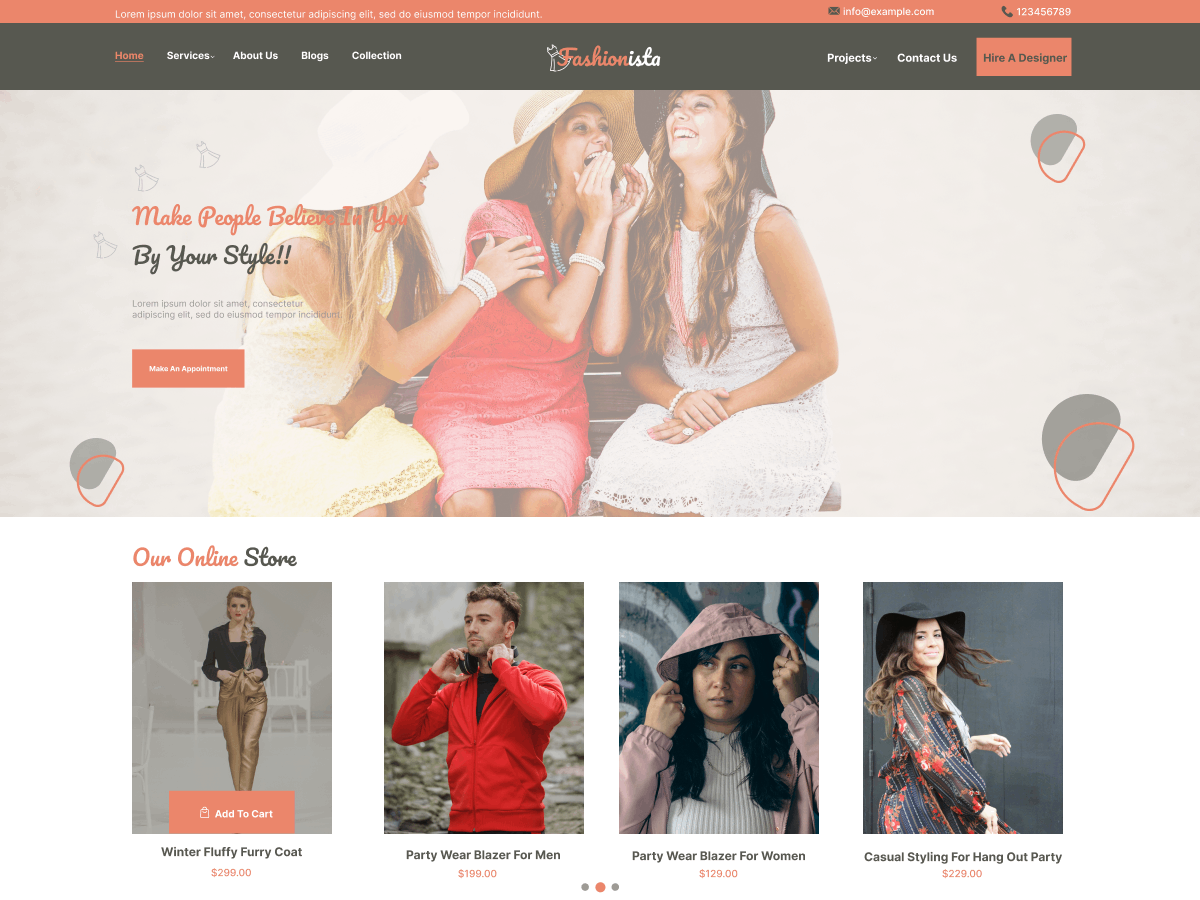 Lorem ipsum dolor sit amet, consectetur adipiscing elit, sed do eiusmod tempor incididunt.
info@example.com
123456789
Home
Services
About Us
Blogs
Collection
Fashionista
Projects
Contact Us
Hire A Designer
Make People Believe In You
By Your Style!!
Lorem ipsum dolor sit amet, consectetur
adipiscing elit, sed do eiusmod tempor incididunt.
Make An Appointment
Our Online Store
Add To Cart
Winter Fluffy Furry Coat
$299.00
Party Wear Blazer For Men
$199.00
Party Wear Blazer For Women
$129.00
Casual Styling For Hang Out Party
$229.00